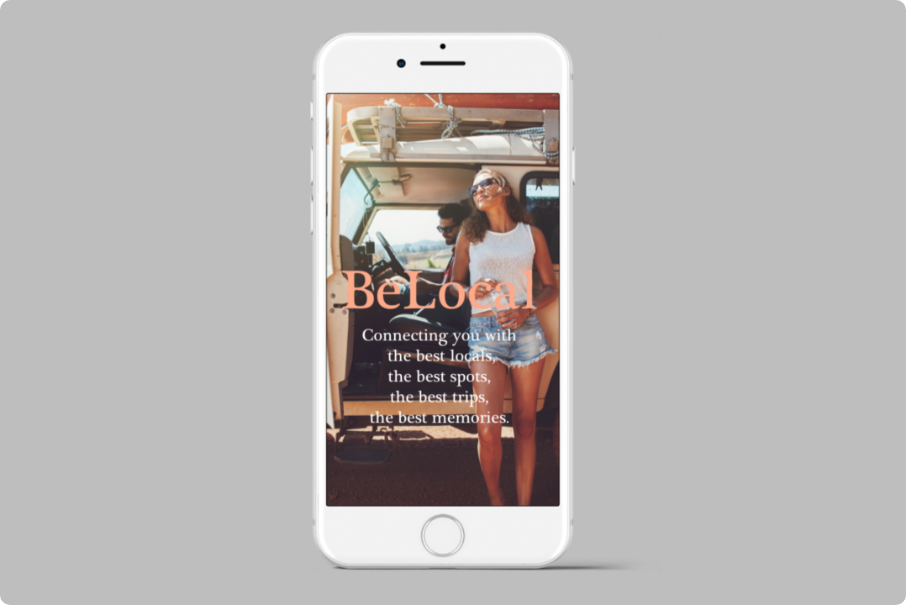 BeLocal
Connecting you with
the best locals,
the best spots,
the best trips,
the best memories.